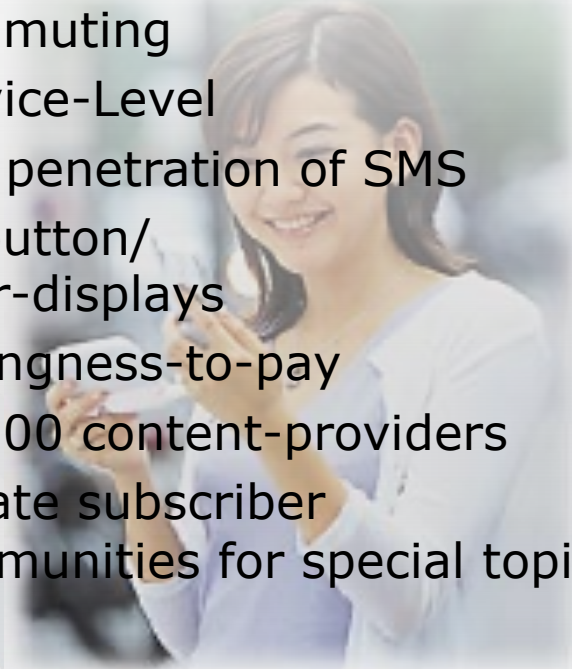 muting
vice-Level
penetration of SMS
utton/
r-displays
ngness-to-pay
00 content-providers
ate subscriber
munities for special topi